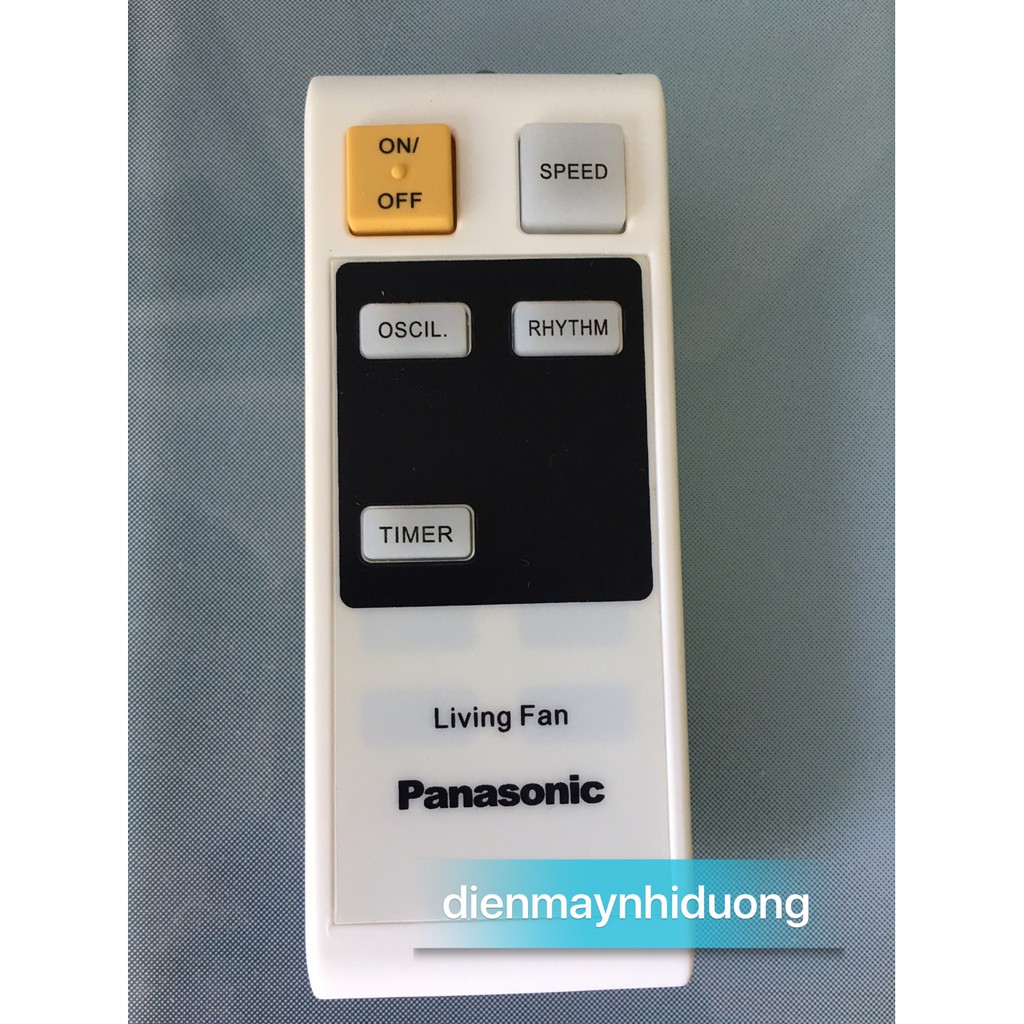 ON/
OFF
SPEED
OSCIL.
RHYTHM
TIMER
Living Fan
Panasonic
dienmaynhiduong